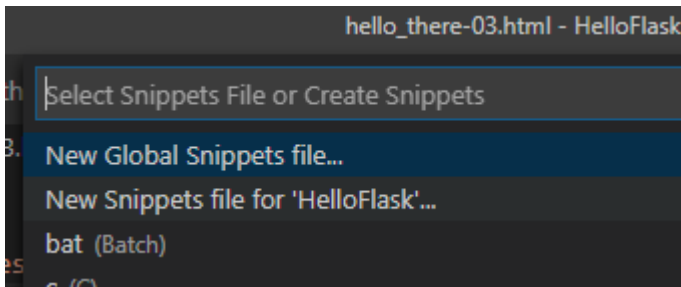 hello_there-03.html - HelloFlask
Select Snippets File or Create Snippets
New Global Snippets file...
New Snippets file for 'HelloFlask'...
bat (Batch)